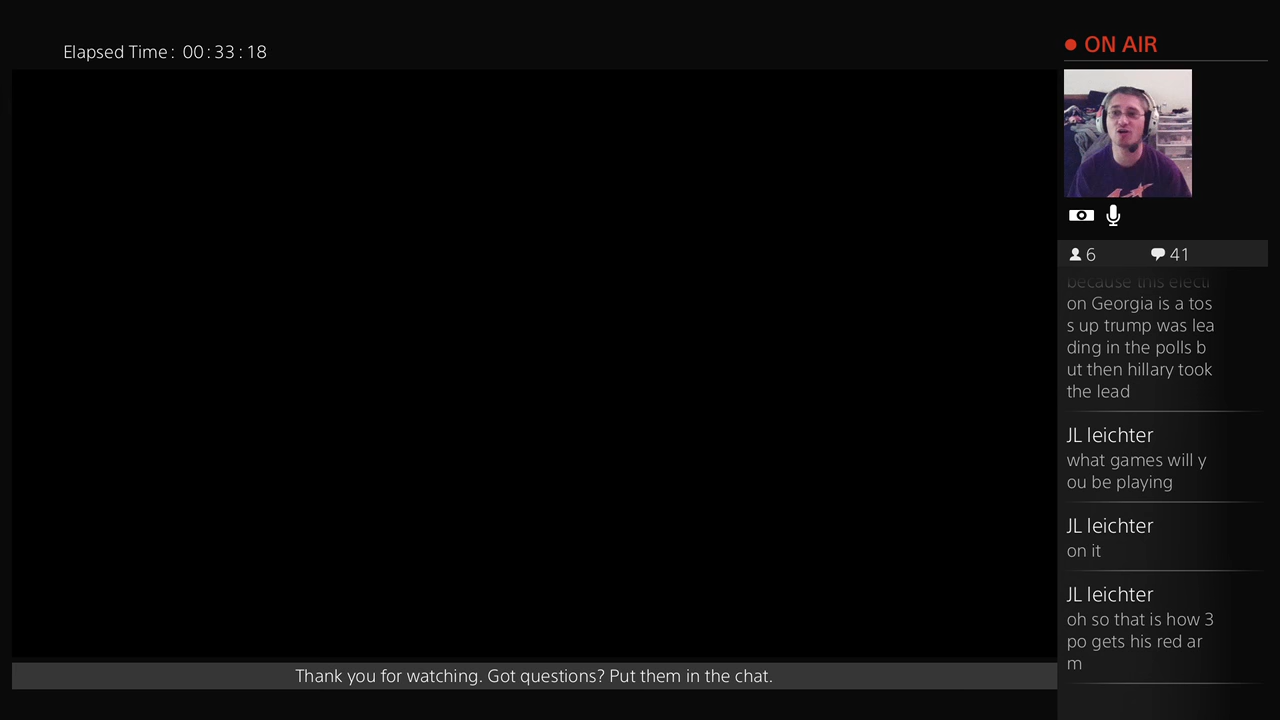 Elapsed Time: 00:33:18
ON AIR
6 41
because this electi
on Georgia is a tos
s up trump was lea
ding in the polls b
ut then hillary took
the lead
JL leichter
what games will y
ou be playing
JL leichter
on it
JL leichter
oh so that is how 3
po gets his red ar
m
Thank you for watching. Got questions? Put them in the chat.